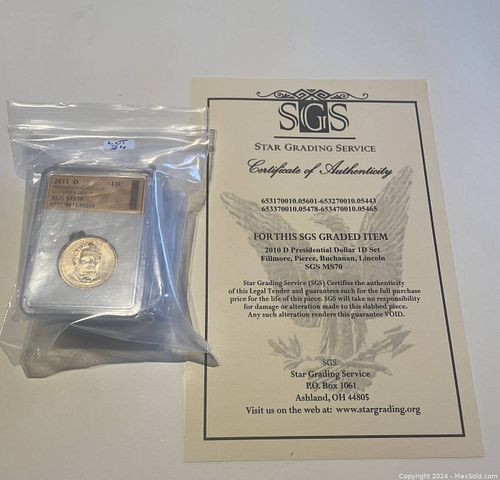 LOT
24
2011 D 1D
PRESIDENTIAL DOLLAR
SGS MS70
SGS
STAR GRADING SERVICE
Certificate of Authenticity
653170010.05601-653270010.05443
653370010.05478-653470010.05465
FOR THIS SGS GRADED ITEM
2010 D Presidential Dollar 1D Set
Fillmore, Pierce, Buchanan, Lincoln
SGS MS70
Star Grading Service (SGS) Certifies the authenticity
of this Legal Tender and guarantees such for the full purchase
price for the life of this piece. SGS will take no responsibility
for damage or alteration made to this slabbed piece.
Any such alteration renders this guarantee VOID.
SGS
Star Grading Service
P.O. Box 1061
Ashland, OH 44805
Visit us on the web at: www.stargrading.org
Copyright 2024 - MaxSold.com